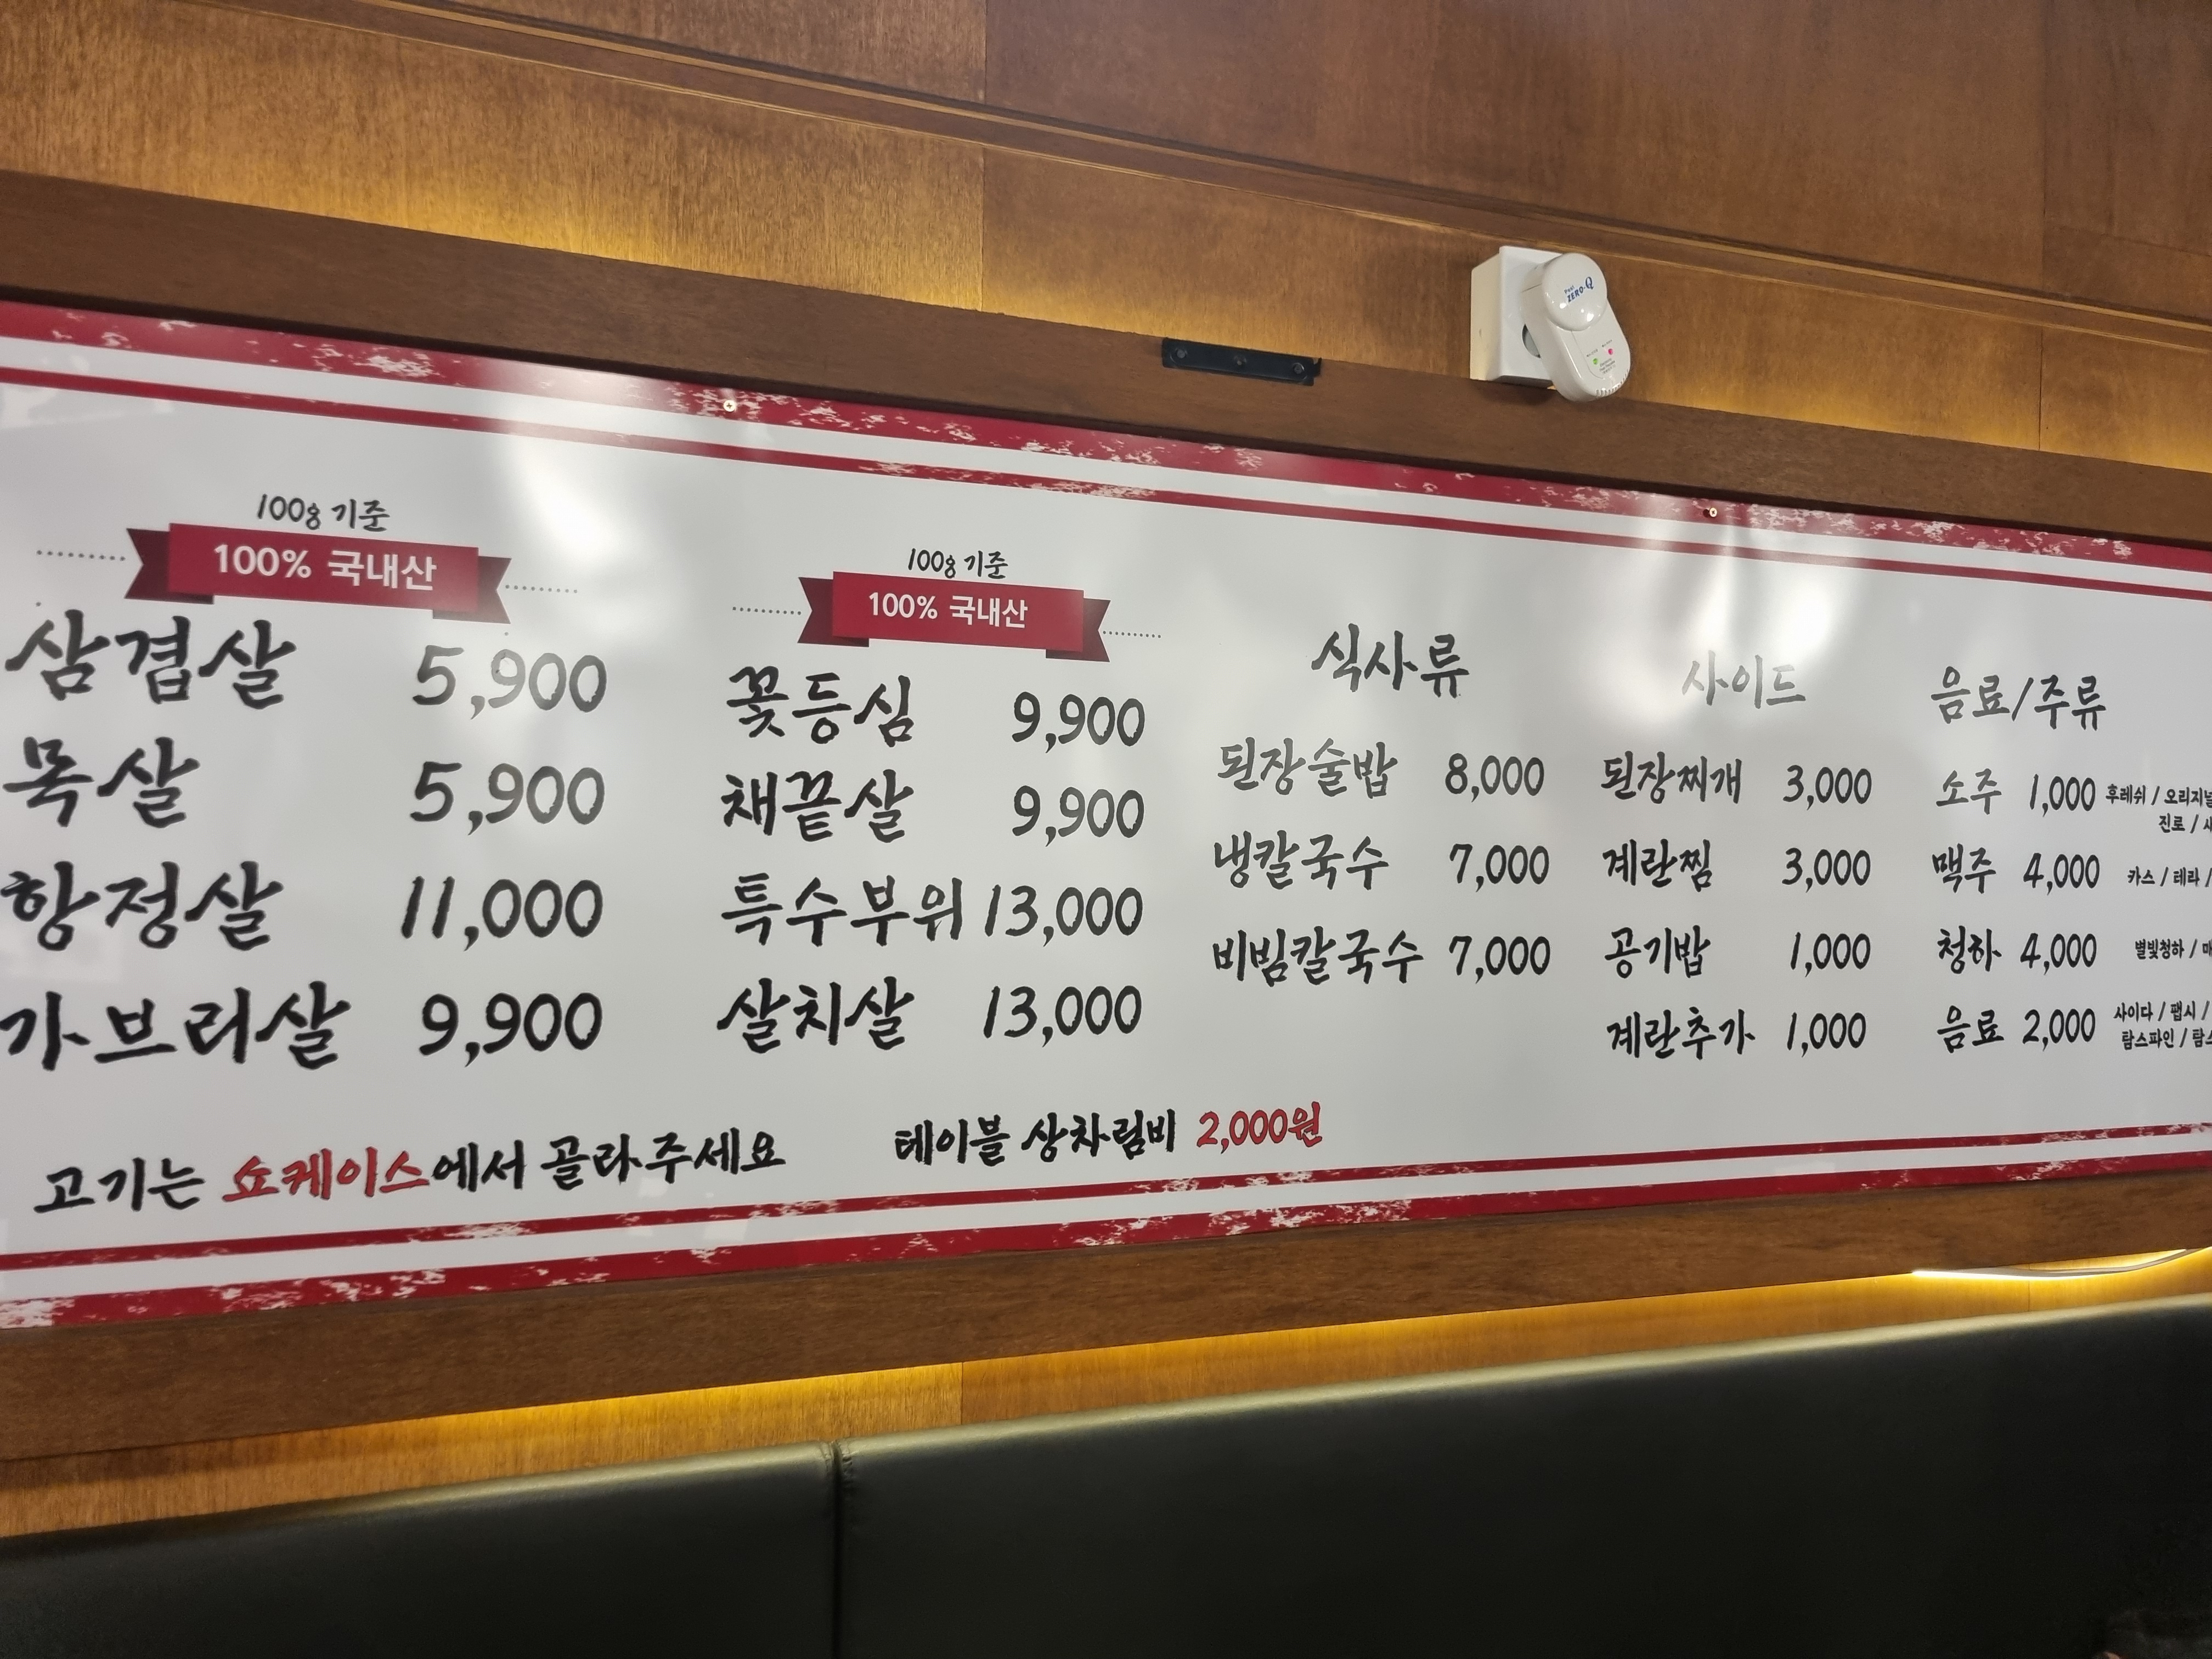 100g 기준
100% 국내산
삼겹살 5,900
목살 5,900
항정살 11,000
가브리살 9,900
100g 기준
100% 국내산
꽃등심 9,900
채끝살 9,900
특수부위 13,000
살치살 13,000
식사류
된장술밥 8,000
냉칼국수 7,000
비빔칼국수 7,000
사이드
된장찌개 3,000
계란찜 3,000
공기밥 1,000
계란추가 1,000
음료/주류
소주 1,000 후레쉬 / 오리지널
진로 /
맥주 4,000 카스 / 테라 /
청하 4,000 별빛청하 /
음료 2,000 사이다 / 팹시 /
탐스파인 /
고기는 쇼케이스에서 골라주세요
테이블 상차림비 2,000원
ZERO-Q